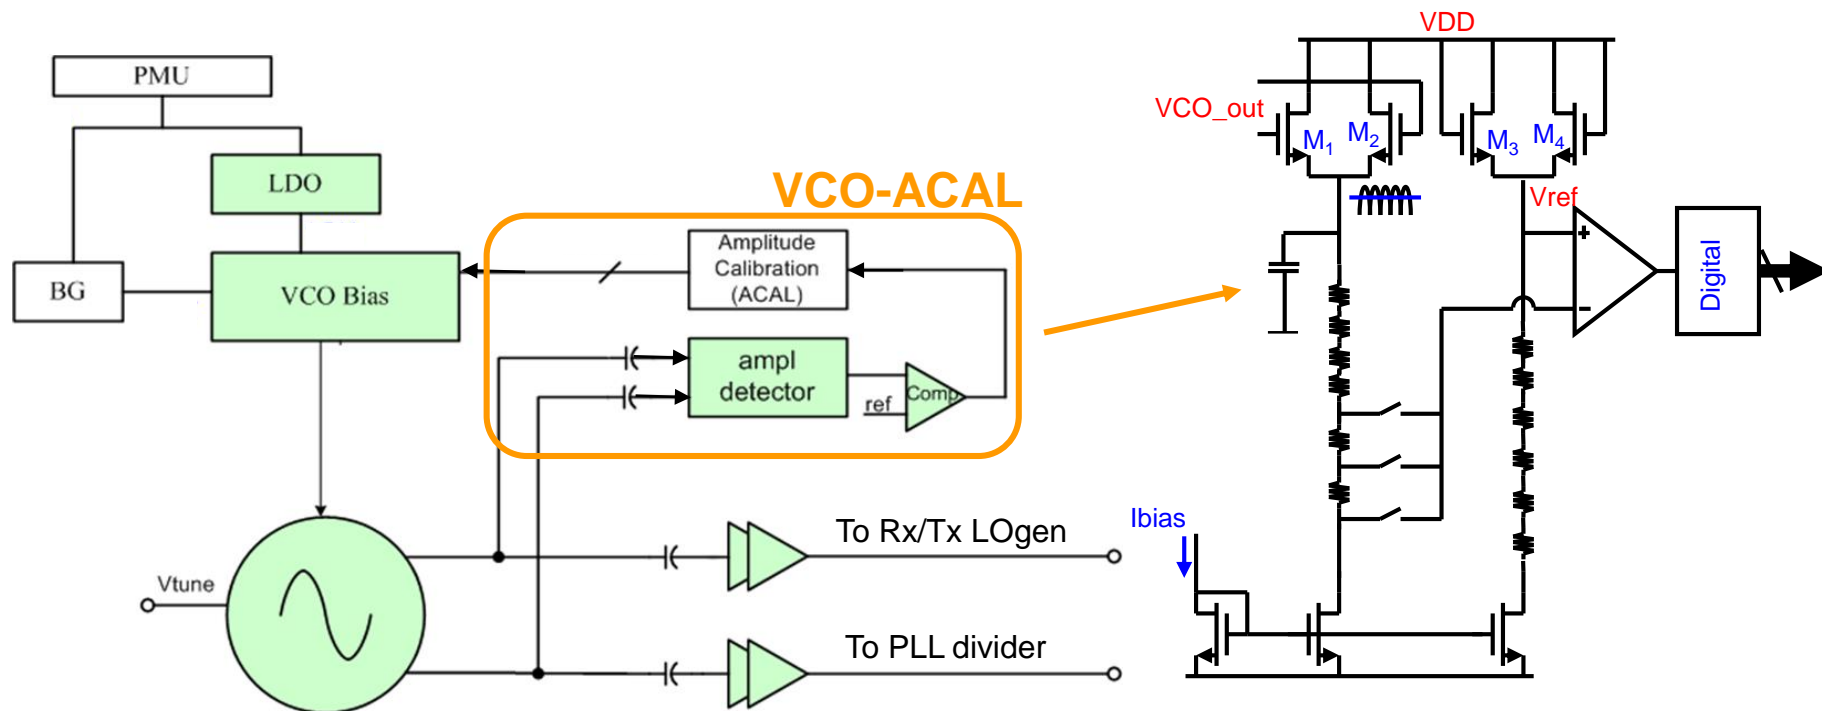 PMU
LDO
BG
VCO Bias
VCO-ACAL
Amplitude
Calibration
(ACAL)
ampl
detector
ref
Comp
Vtune
To Rx/Tx LOgen
To PLL divider
VDD
VCO_out
M1
M2
M3
M4
Vref
+
−
Digital
Ibias